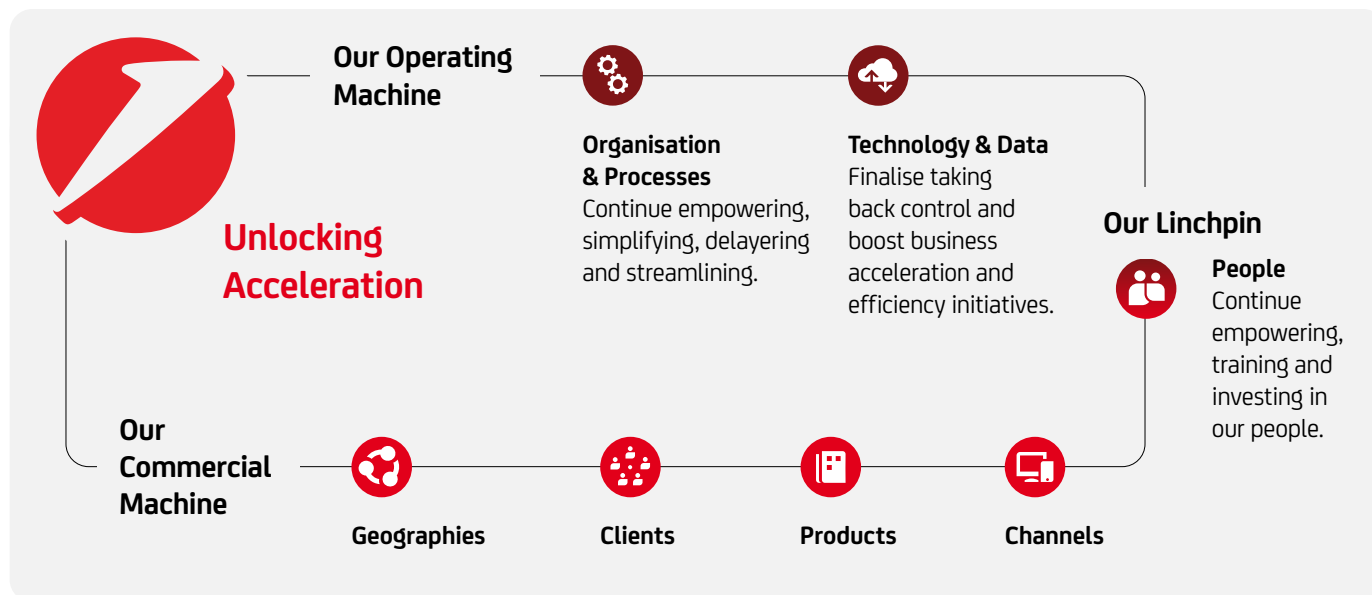 Our Operating
Machine
Organisation
& Processes
Continue empowering,
simplifying, delayering
and streamlining.
Technology & Data
Finalise taking
back control and
boost business
acceleration and
efficiency initiatives.
Unlocking
Acceleration
Our Linchpin
People
Continue
empowering,
training and
investing in
our people.
Our
Commercial
Machine
Geographies
Clients
Products
Channels